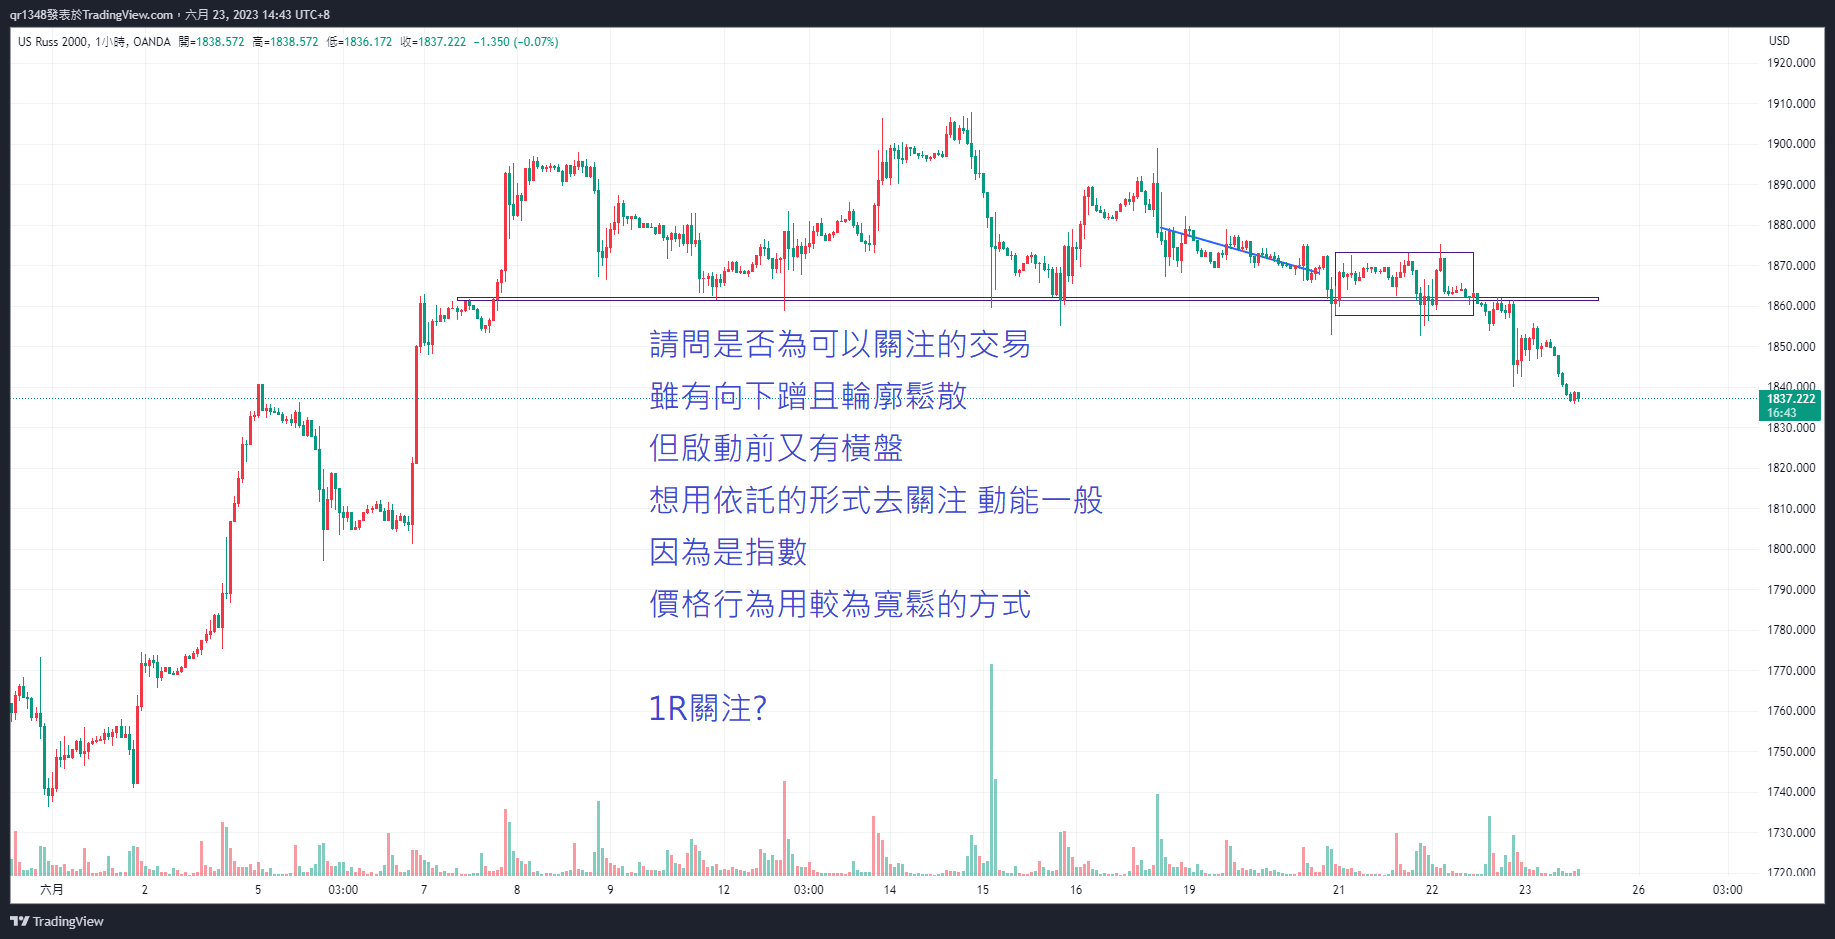 qr1348發表於TradingView.com，六月 23, 2023 14:43 UTC+8
US Russ 2000, 1小時, OANDA 開=1838.572 高=1838.572 低=1836.172 收=1837.222 −1.350 (−0.07%)
USD
1920.000
1910.000
1900.000
1890.000
1880.000
1870.000
1860.000
1850.000
1840.000
1837.222
16:43
1830.000
1820.000
1810.000
1800.000
1790.000
1780.000
1770.000
1760.000
1750.000
1740.000
1730.000
1720.000
請問是否為可以關注的交易
雖有向下蹭且輪廓鬆散
但啟動前又有橫盤
想用依託的形式去關注 動能一般
因為是指數
價格行為用較為寬鬆的方式
1R關注?
六月 2 5 03:00 7 8 9 12 03:00 14 15 16 19 21 22 23 26 03:00
TradingView